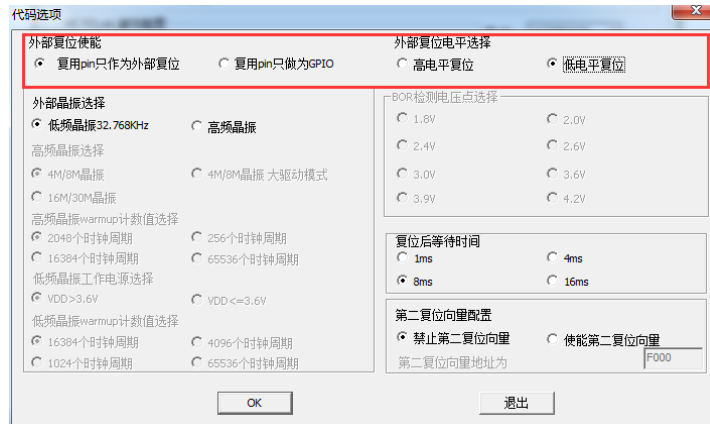 代码选项
外部复位使能
复用pin只作为外部复位
复用pin只做为GPIO
外部复位电平选择
高电平复位
低电平复位
外部晶振选择
低频晶振32.768KHz
高频晶振
高频晶振选择
4M/8M晶振
4M/8M晶振 大驱动模式
16M/30M晶振
高频晶振warmup计数值选择
2048个时钟周期
256个时钟周期
16384个时钟周期
65536个时钟周期
低频晶振工作电源选择
VDD>3.6V
VDD<=3.6V
低频晶振warmup计数值选择
16384个时钟周期
4096个时钟周期
1024个时钟周期
65536个时钟周期
BOR检测电压点选择
1.8V
2.0V
2.4V
2.6V
3.0V
3.6V
3.9V
4.2V
复位后等待时间
1ms
4ms
8ms
16ms
第二复位向量配置
禁止第二复位向量
使能第二复位向量
第二复位向量地址为
F000
OK
退出